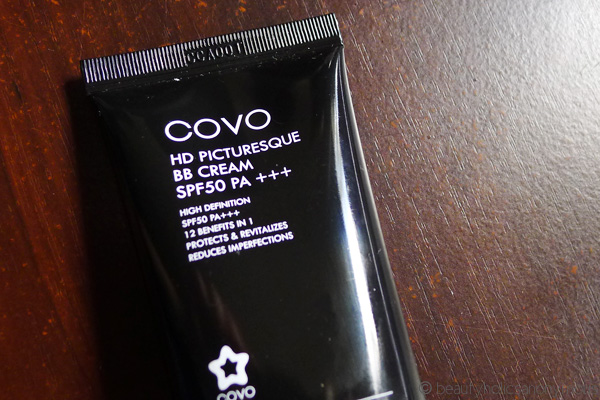 CCA001
COVO
HD PICTURESQUE
BB CREAM
SPF50 PA +++
HIGH DEFINITION
SPF50 PA+++
12 BENEFITS IN 1
PROTECTS & REVITALIZES
REDUCES IMPERFECTIONS
COVO